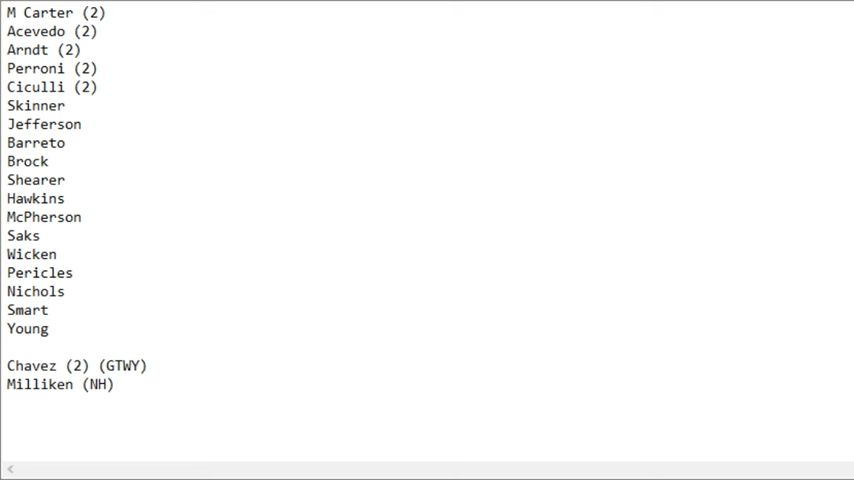 M Carter (2)
Acevedo (2)
Arndt (2)
Perroni (2)
Ciculli (2)
Skinner
Jefferson
Barreto
Brock
Shearer
Hawkins
McPherson
Saks
Wicken
Pericles
Nichols
Smart
Young

Chavez (2) (GTWY)
Milliken (NH)